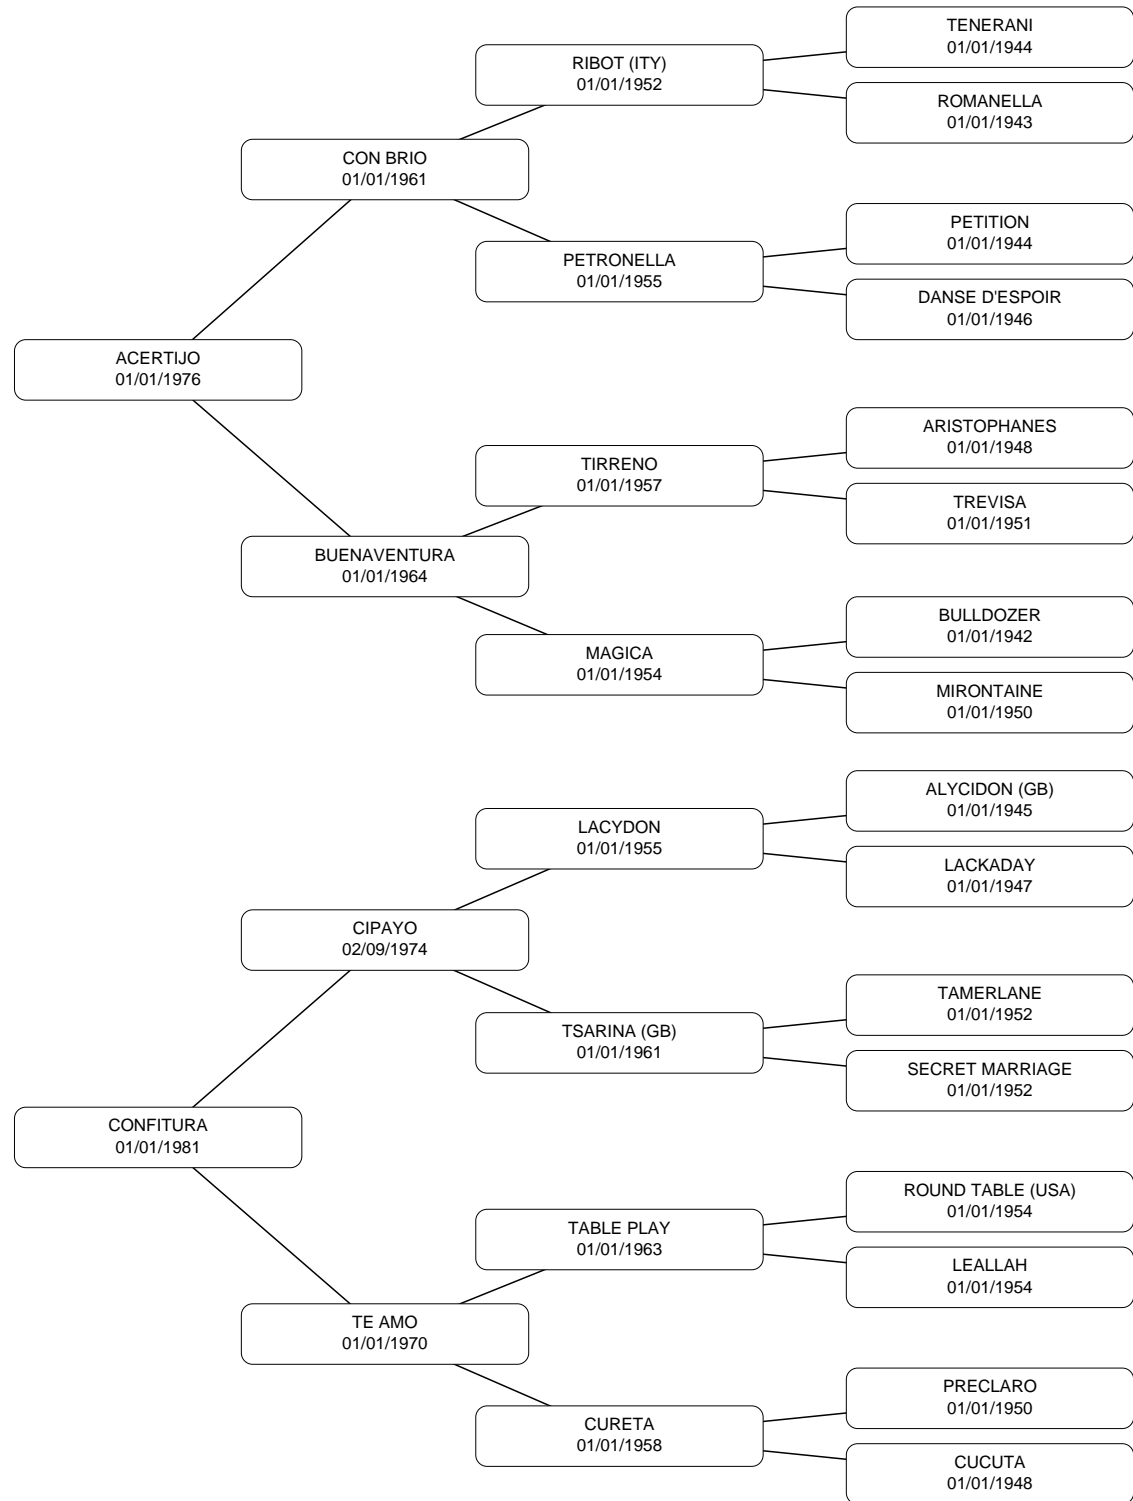 TENERANI
01/01/1944
RIBOT (ITY)
01/01/1952
ROMANELLA
01/01/1943
CON BRIO
01/01/1961
PETITION
01/01/1944
PETRONELLA
01/01/1955
DANSE D'ESPOIR
01/01/1946
ACERTIJO
01/01/1976
ARISTOPHANES
01/01/1948
TIRRENO
01/01/1957
TREVISA
01/01/1951
BUENAVENTURA
01/01/1964
BULLDOZER
01/01/1942
MAGICA
01/01/1954
MIRONTAINE
01/01/1950
ALYCIDON (GB)
01/01/1945
LACYDON
01/01/1955
LACKADAY
01/01/1947
CIPAYO
02/09/1974
TAMERLANE
01/01/1952
TSARINA (GB)
01/01/1961
SECRET MARRIAGE
01/01/1952
CONFITURA
01/01/1981
ROUND TABLE (USA)
01/01/1954
TABLE PLAY
01/01/1963
LEALLAH
01/01/1954
TE AMO
01/01/1970
PRECLARO
01/01/1950
CURETA
01/01/1958
CUCUTA
01/01/1948